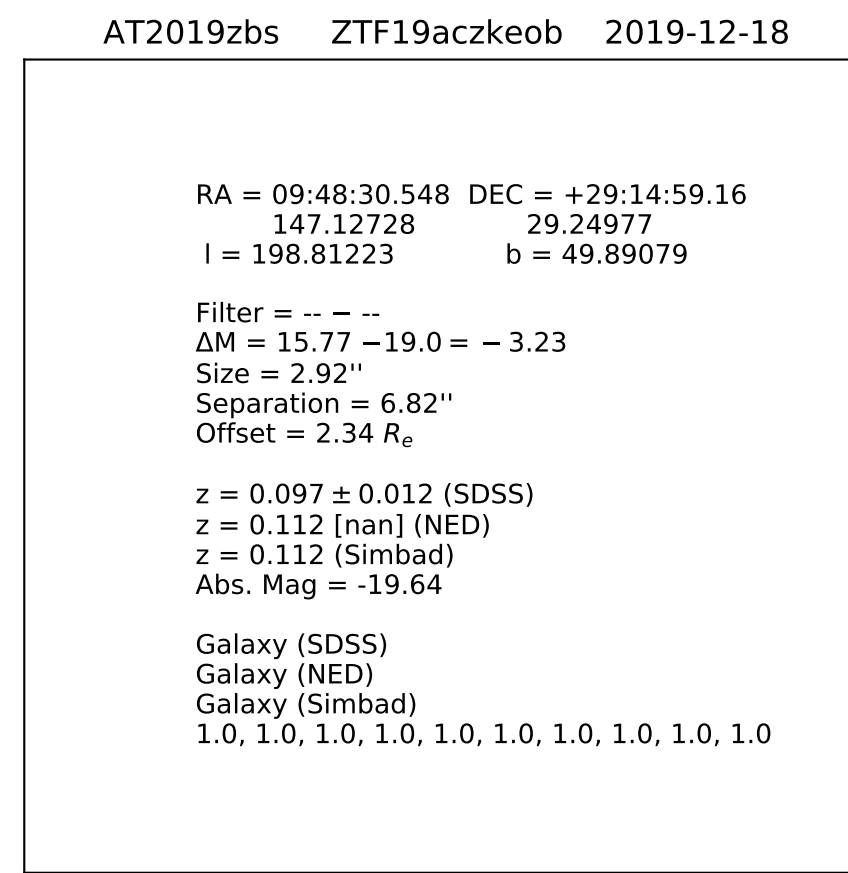 AT2019zbs ZTF19aczkeob 2019-12-18
RA = 09:48:30.548 DEC = +29:14:59.16
147.12728 29.24977
l = 198.81223 b = 49.89079
Filter = -- − --
ΔM = 15.77 −19.0 = − 3.23
Size = 2.92''
Separation = 6.82''
Offset = 2.34 Rₑ
z = 0.097 ± 0.012 (SDSS)
z = 0.112 [nan] (NED)
z = 0.112 (Simbad)
Abs. Mag = -19.64
Galaxy (SDSS)
Galaxy (NED)
Galaxy (Simbad)
1.0, 1.0, 1.0, 1.0, 1.0, 1.0, 1.0, 1.0, 1.0, 1.0